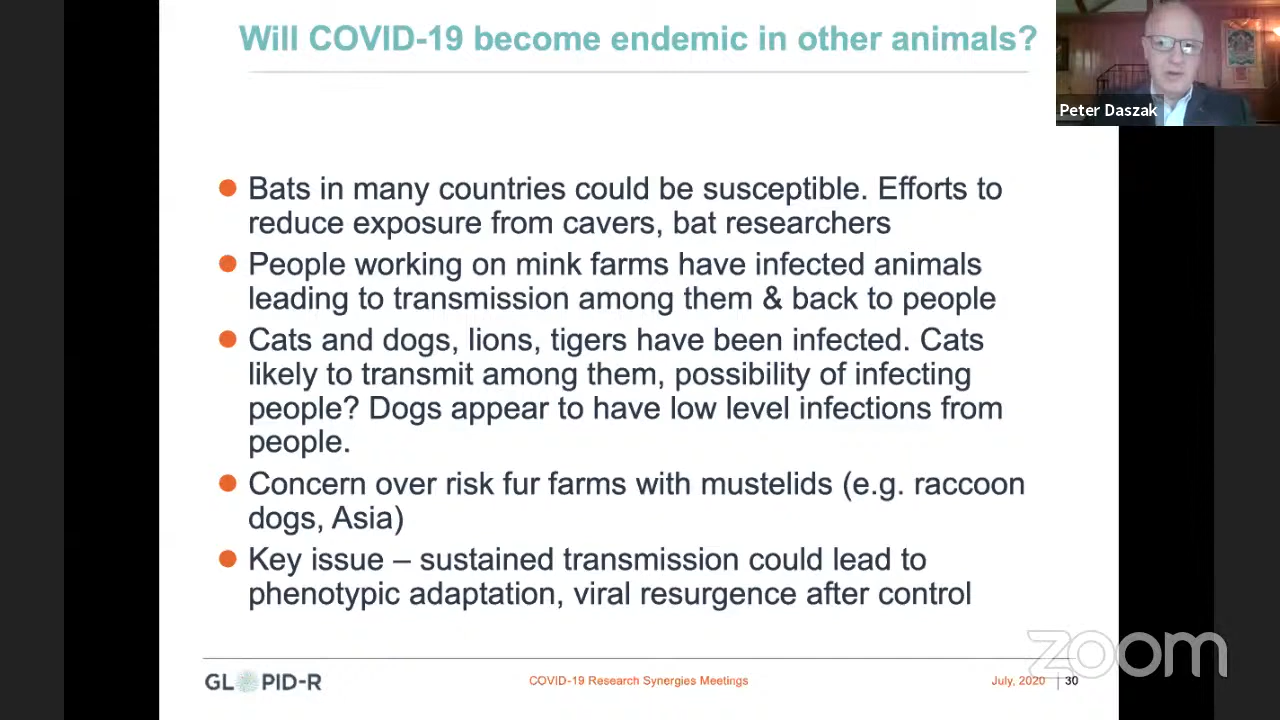 Will COVID-19 become endemic in other animals?
Peter Daszak
Bats in many countries could be susceptible. Efforts to
reduce exposure from cavers, bat researchers
People working on mink farms have infected animals
leading to transmission among them & back to people
Cats and dogs, lions, tigers have been infected. Cats
likely to transmit among them, possibility of infecting
people? Dogs appear to have low level infections from
people.
Concern over risk fur farms with mustelids (e.g. raccoon
dogs, Asia)
Key issue – sustained transmission could lead to
phenotypic adaptation, viral resurgence after control
zoom
GLOPID-R
COVID-19 Research Synergies Meetings
July, 2020
30